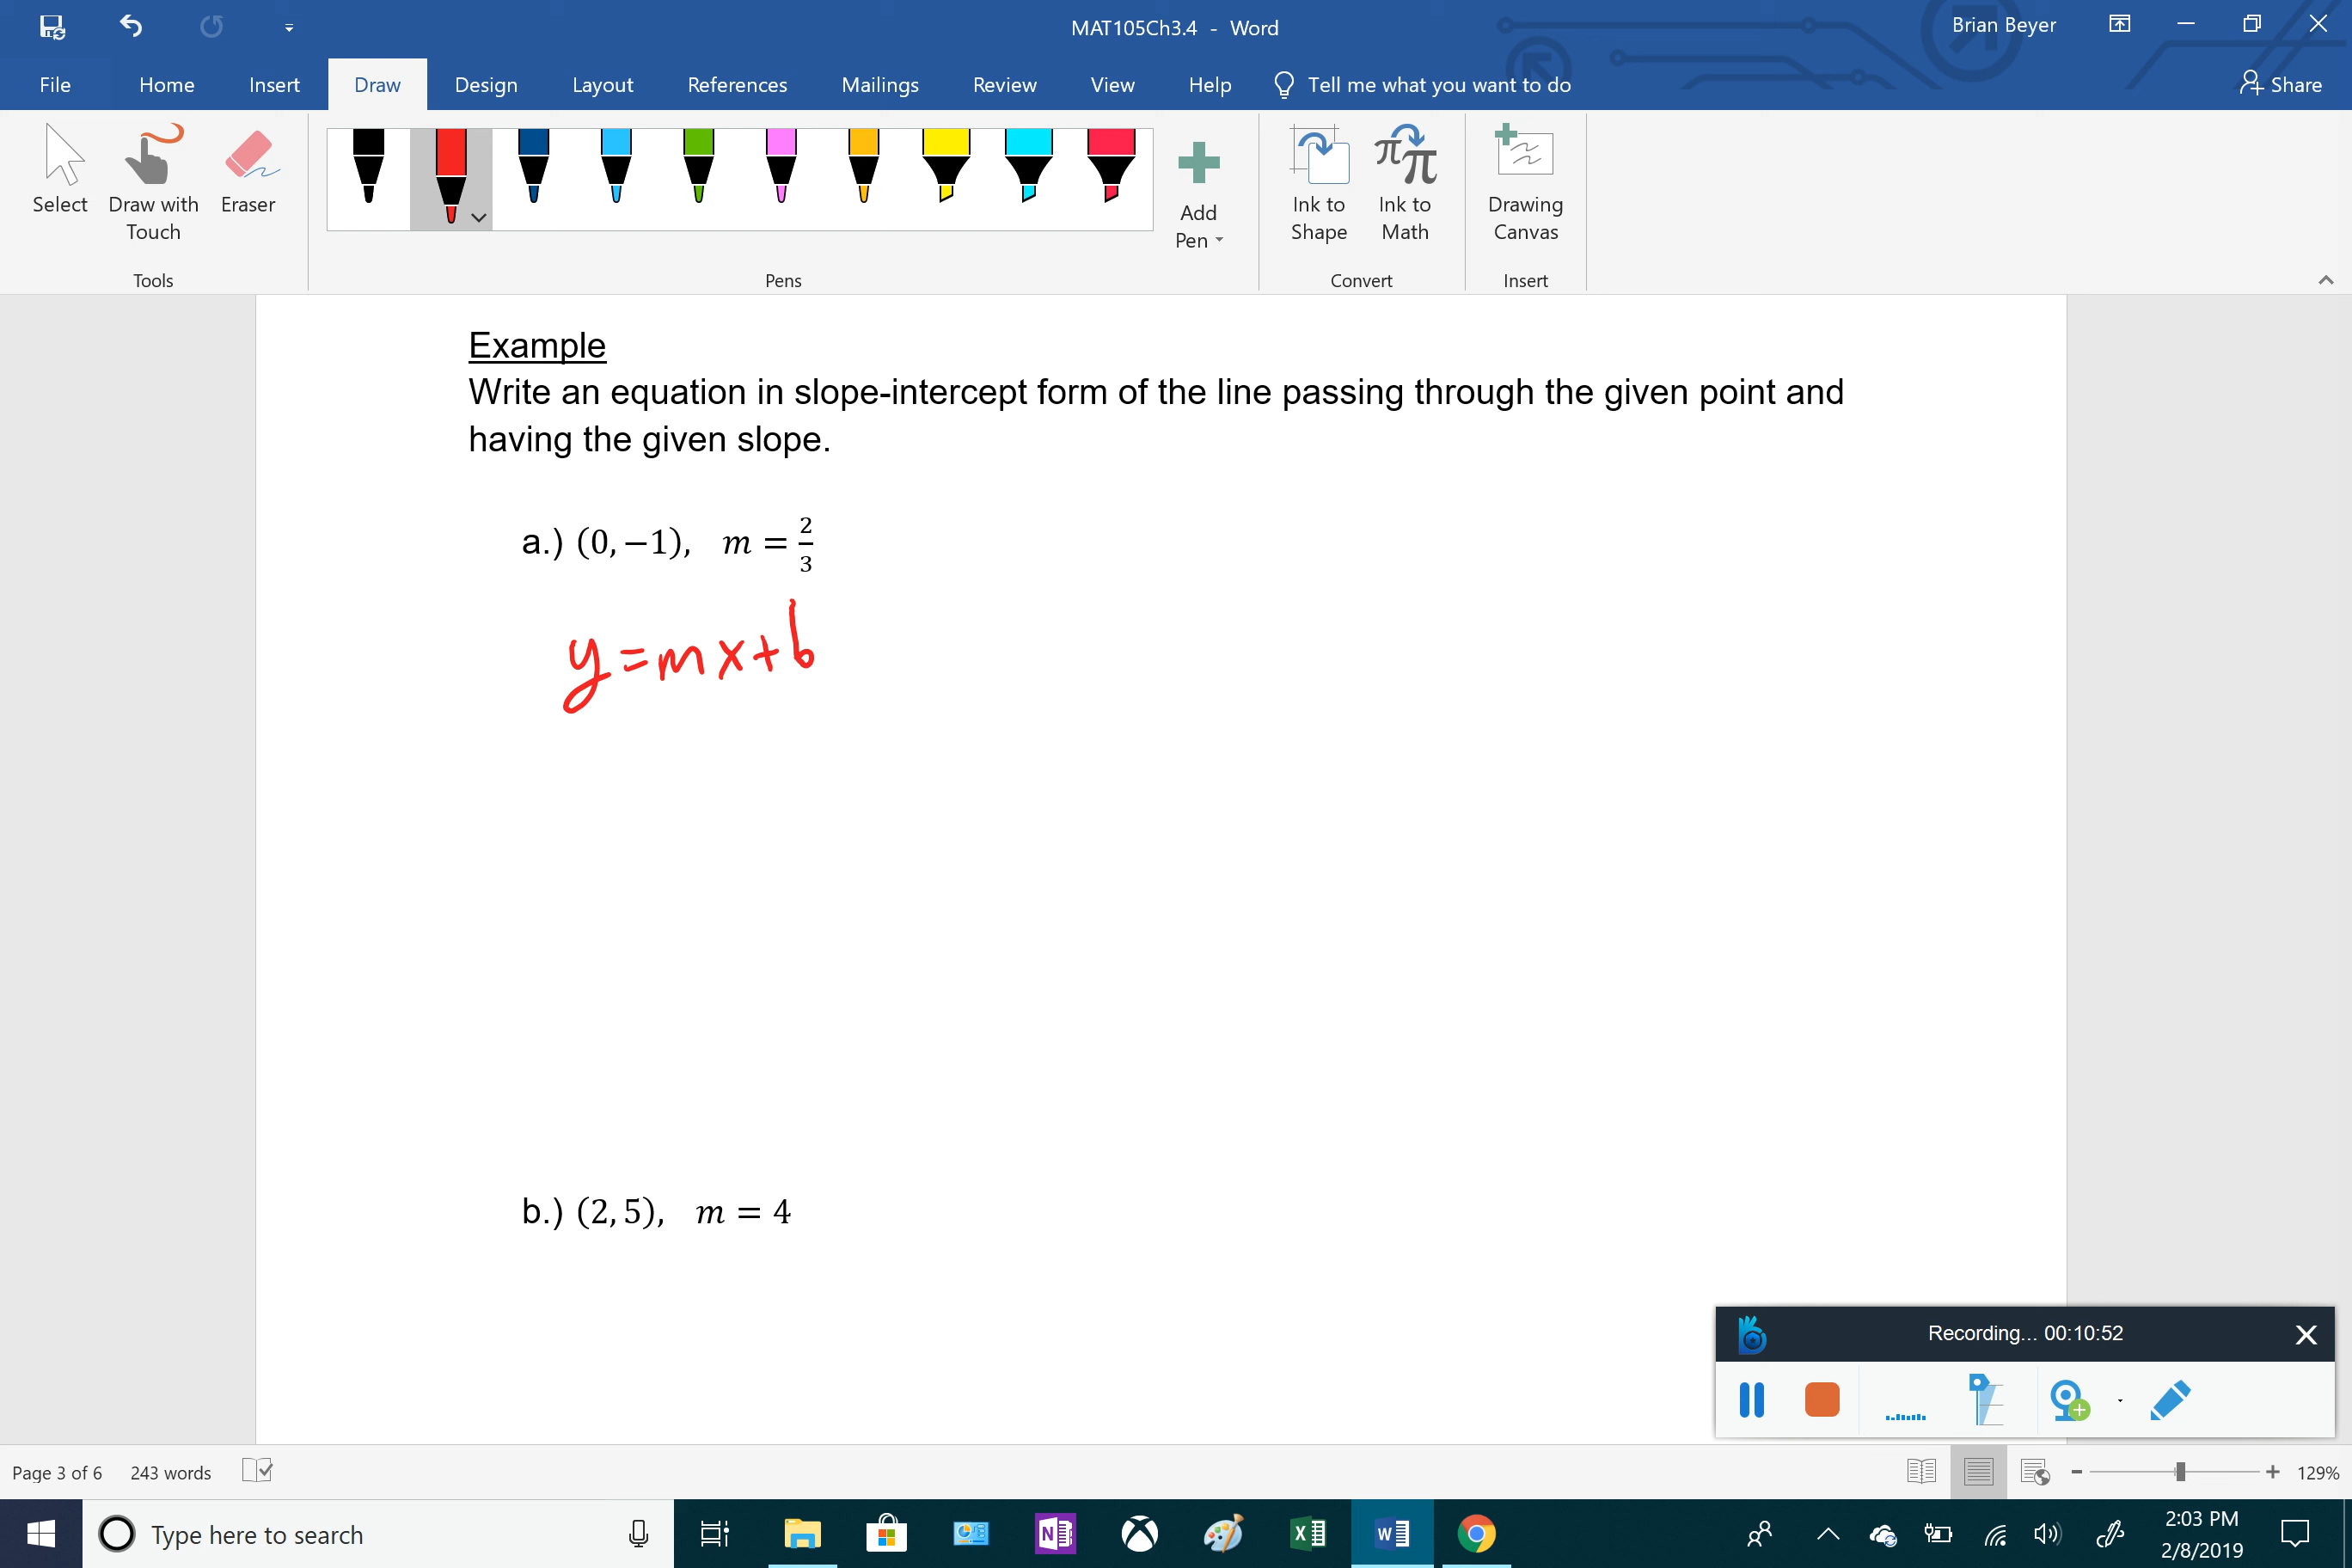 MAT105Ch3.4 - Word
Brian Beyer
File Home Insert Draw Design Layout References Mailings Review View Help Tell me what you want to do Share
Select
Draw with Touch
Eraser
Add Pen
Ink to Shape
Ink to Math
Drawing Canvas
Tools
Pens
Convert
Insert
Example
Write an equation in slope-intercept form of the line passing through the given point and
having the given slope.
a.) (0, −1), m = 2/3
y = mx + b
b.) (2, 5), m = 4
Recording... 00:10:52
Page 3 of 6 243 words
129%
Type here to search
2:03 PM
2/8/2019